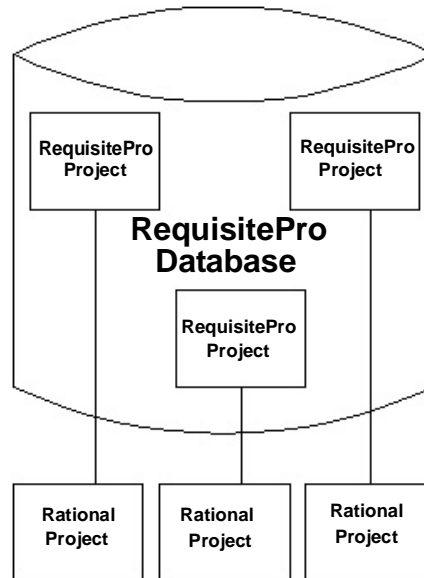 RequisitePro
Project
RequisitePro
Project
RequisitePro
Database
RequisitePro
Project
Rational
Project
Rational
Project
Rational
Project